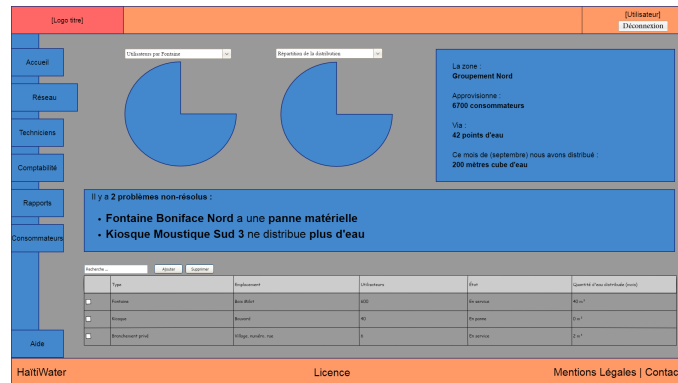 [Logo titre]
[Utilisateur]
Déconnexion
Accueil
Réseau
Techniciens
Comptabilité
Rapports
Consommateurs
Aide
Utilisateurs par Fontaine
Répartition de la distribution
La zone :
Groupement Nord
Approvisionne :
6700 consommateurs
Via :
42 points d'eau
Ce mois de (septembre) nous avons distribué :
200 mètres cube d'eau
Il y a 2 problèmes non-résolus :
• Fontaine Boniface Nord a une panne matérielle
• Kiosque Moustique Sud 3 ne distribue plus d'eau
Recherche ... Ajouter Supprimer
Type Emplacement Utilisateurs État Quantité d'eau distribuée (mois)
Fontaine 600 En service 40 m³
Kiosque 40 En panne 0 m³
Branchement privé Village, numéro, rue 6 En service 2 m³
HaïtiWater Licence Mentions Légales | Contac